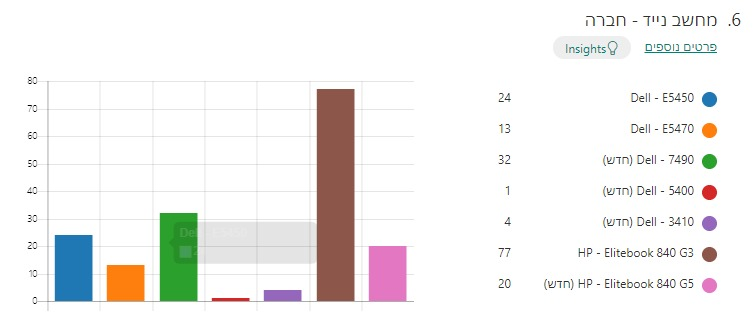 6. מחשב נייד - חברה
פרטים נוספים
Insights
Dell - E5450 24
Dell - E5470 13
Dell - 7490 (חדש) 32
Dell - 5400 (חדש) 1
Dell - 3410 (חדש) 4
HP - Elitebook 840 G3 77
HP - Elitebook 840 G5 (חדש) 20
80
70
60
50
40
30
20
10
0
Dell - E5450